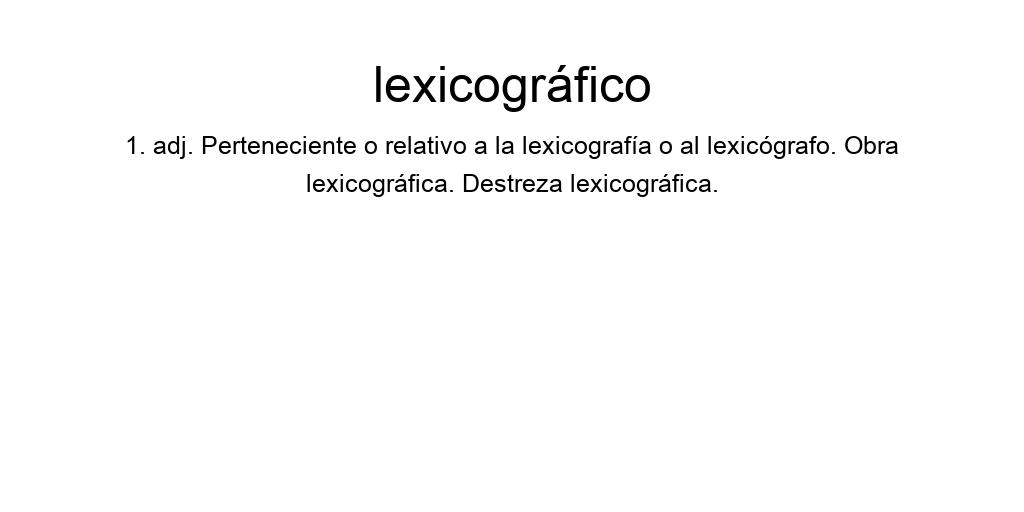 lexicográfico
1. adj. Perteneciente o relativo a la lexicografía o al lexicógrafo. Obra
lexicográfica. Destreza lexicográfica.